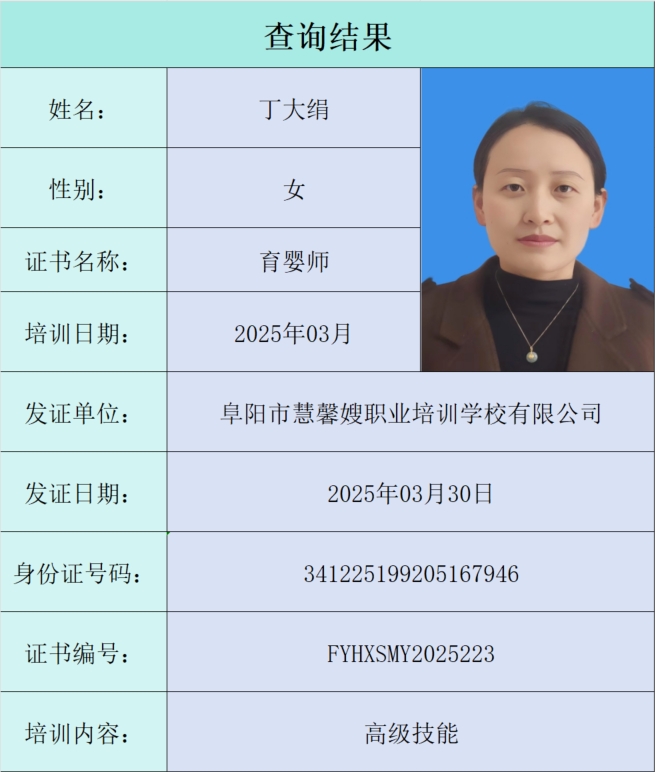 查询结果
姓名： 丁大绢
性别： 女
证书名称： 育婴师
培训日期： 2025年03月
发证单位： 阜阳市慧馨嫂职业培训学校有限公司
发证日期： 2025年03月30日
身份证号码： 341225199205167946
证书编号： FYHXSMY2025223
培训内容： 高级技能